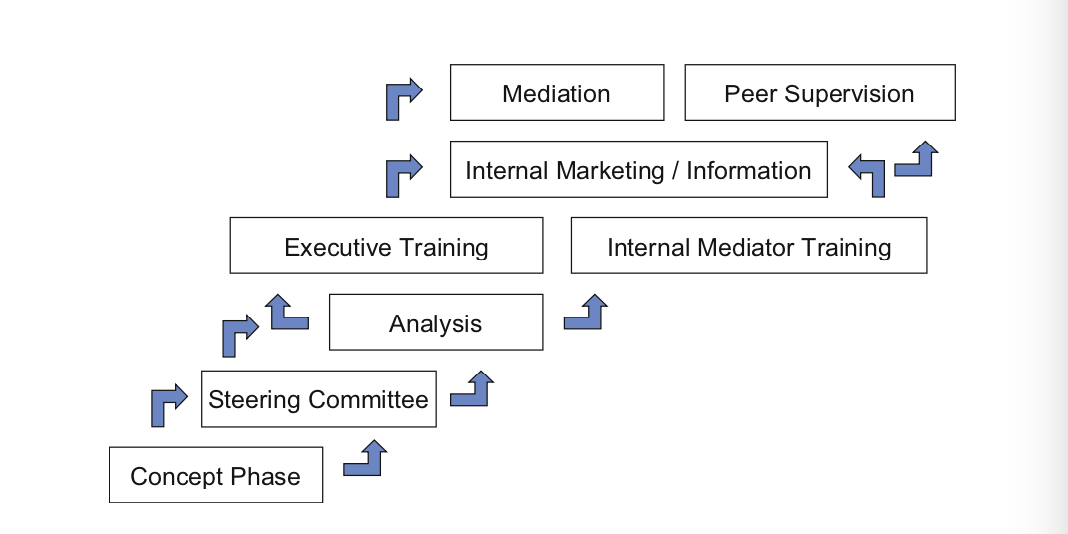 Mediation
Peer Supervision
Internal Marketing / Information
Executive Training
Internal Mediator Training
Analysis
Steering Committee
Concept Phase